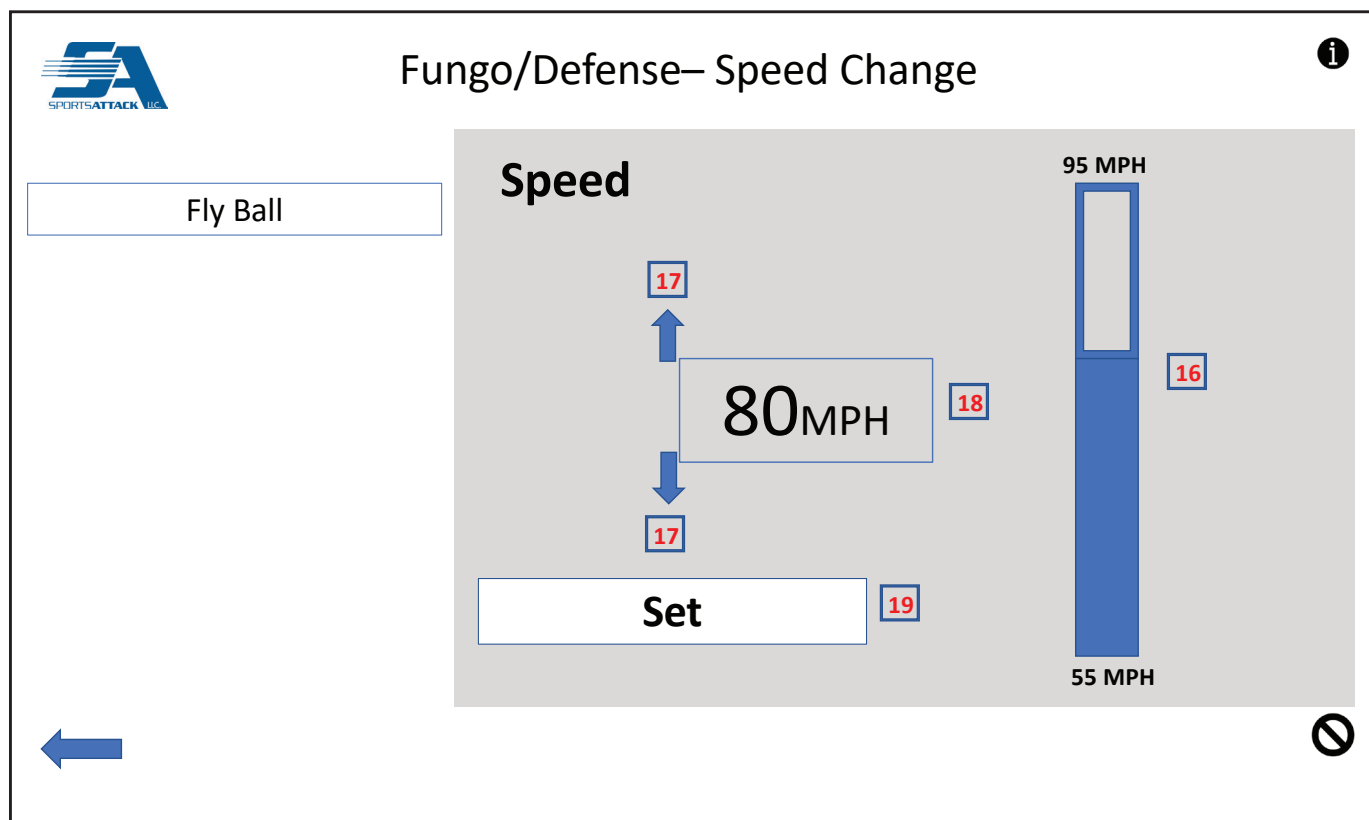 SA
SPORTSATTACK LLC.
Fungo/Defense– Speed Change
i
Fly Ball
Speed
95 MPH
17
16
80MPH
18
17
Set
19
55 MPH